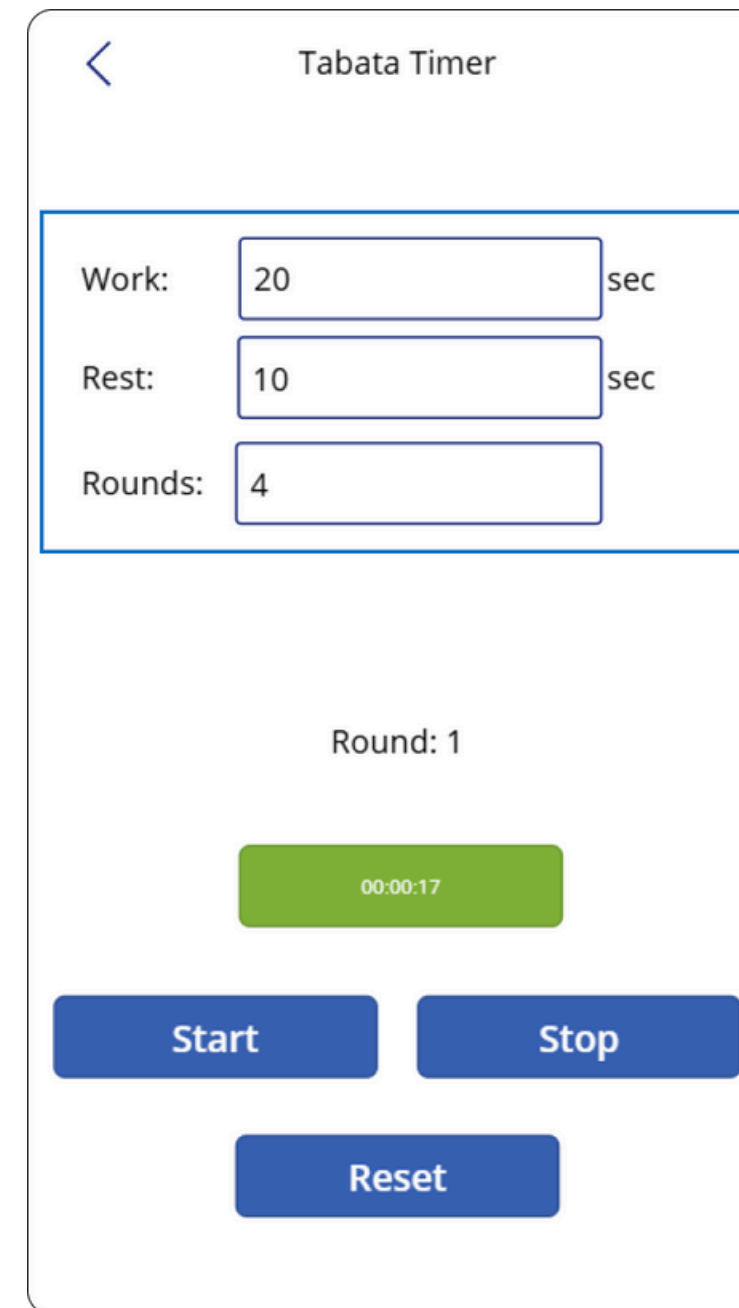 Tabata Timer
Work: 20 sec
Rest: 10 sec
Rounds: 4
Round: 1
00:00:17
Start Stop
Reset